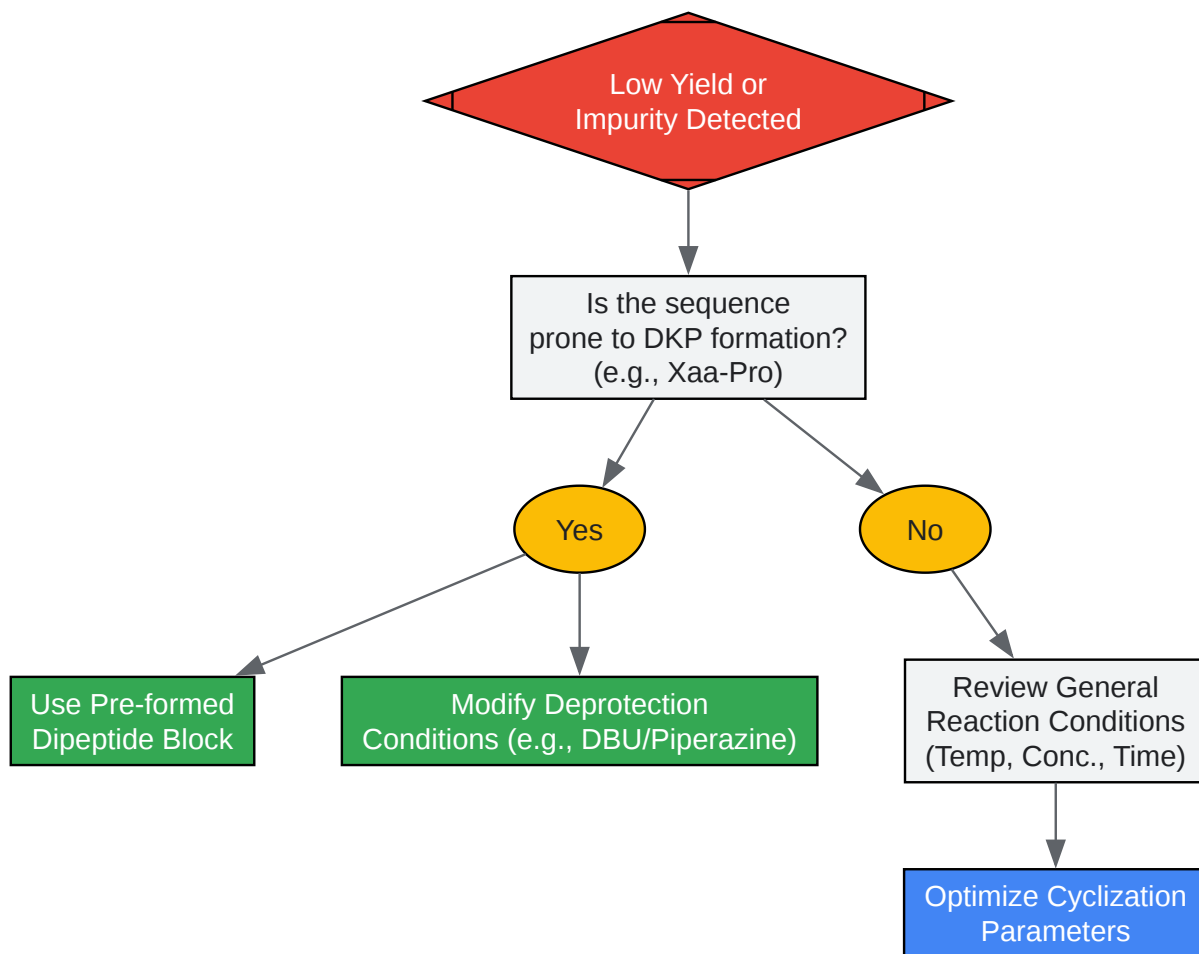 Low Yield or
Impurity Detected
Is the sequence
prone to DKP formation?
(e.g., Xaa-Pro)
Yes
No
Use Pre-formed
Dipeptide Block
Modify Deprotection
Conditions (e.g., DBU/Piperazine)
Review General
Reaction Conditions
(Temp, Conc., Time)
Optimize Cyclization
Parameters